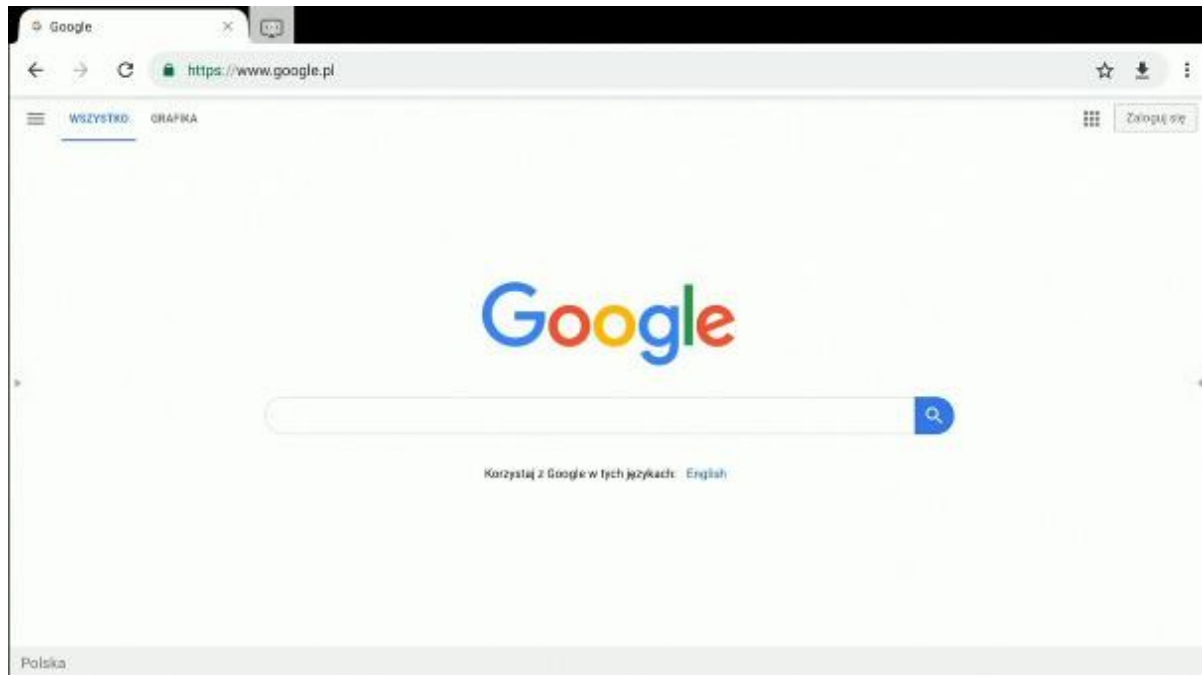 Google
https://www.google.pl
WSZYSTKO GRAFIKA
Zaloguj się
Google
Korzystaj z Google w tych językach: English
Polska